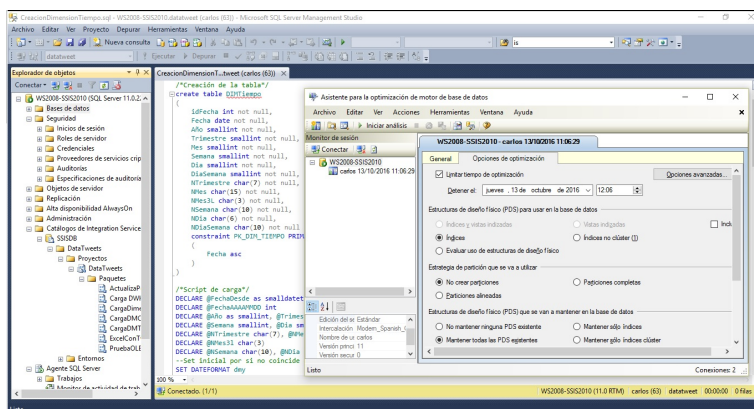 CreacionDimensionTiempo.sql - WS2008-SSIS2010.datatweet (carlos (63)) - Microsoft SQL Server Management Studio
Archivo Editar Ver Proyecto Depurar Herramientas Ventana Ayuda
Nueva consulta
is
datatweet
Ejecutar Depurar
Explorador de objetos
Conectar
WS2008-SSIS2010 (SQL Server 11.0.2
Bases de datos
Seguridad
Inicios de sesión
Roles de servidor
Credenciales
Proveedores de servicios crip
Auditorías
Especificaciones de auditoría
Objetos de servidor
Replicación
Alta disponibilidad AlwaysOn
Administración
Catálogos de Integration Service
SSISDB
DataTweets
Proyectos
DataTweets
Paquetes
ActualizaP
Carga DW
CargaDime
CargaDMC
CargaDMT
ExcelConT
PruebaOLE
Entornos
Agente SQL Server
Trabajos
Monitor de actividad de trab
CreacionDimensionT...tweet (carlos (63))
/*Creación de la tabla*/
create table DIMTiempo
(
idFecha int not null,
Fecha date not null,
Año smallint not null,
Trimestre smallint not null,
Mes smallint not null,
Semana smallint not null,
Dia smallint not null,
DiaSemana smallint not null,
NTrimestre char(7) not null,
NMes char(15) not null,
NMes3L char(3) not null,
NSemana char(10) not null,
NDia char(6) not null,
NDiaSemana char(10) not null
constraint PK_DIM_TIEMPO PRIM
(
Fecha asc
)
)
/*Script de carga*/
DECLARE @FechaDesde as smalldatet
DECLARE @FechaAAAAMMDD int
DECLARE @Año as smallint, @Trimes
DECLARE @Semana smallint, @Dia sm
DECLARE @NTrimestre char(7), @NMe
DECLARE @NMes3l char(3)
DECLARE @NSemana char(10), @NDia
--Set inicial por si no coincide
SET DATEFORMAT dmy
100 %
Conectado. (1/1)
WS2008-SSIS2010 (11.0 RTM) carlos (63) datatweet 00:00:00 0 filas
Asistente para la optimización de motor de base de datos
Archivo Editar Ver Acciones Herramientas Ventana Ayuda
Iniciar análisis
Monitor de sesión
Conectar
WS2008-SSIS2010
carlos 13/10/2016 11:06:29
Edición del se Estándar
Intercalación Modern_Spanish_
Nombre de u: carlos
Versión princi 11
Versión secur 0
WS2008-SSIS2010 - carlos 13/10/2016 11:06:29
General Opciones de optimización
Limitar tiempo de optimización
Opciones avanzadas...
Detener el: jueves , 13 de octubre de 2016 12:06
Estructuras de diseño físico (PDS) para usar en la base de datos
Índices y vistas indizadas Vistas indizadas Inclu
Índices Índices no clúster (1)
Evaluar uso de estructuras de diseño físico
Estrategia de partición que se va a utilizar
No crear particiones Particiones completas
Particiones alineadas
Estructuras de diseño físico (PDS) que se van a mantener en la base de datos
No mantener ninguna PDS existente Mantener sólo índices
Mantener todas las PDS existentes Mantener sólo índices clúster
Listo
Conexiones: 2